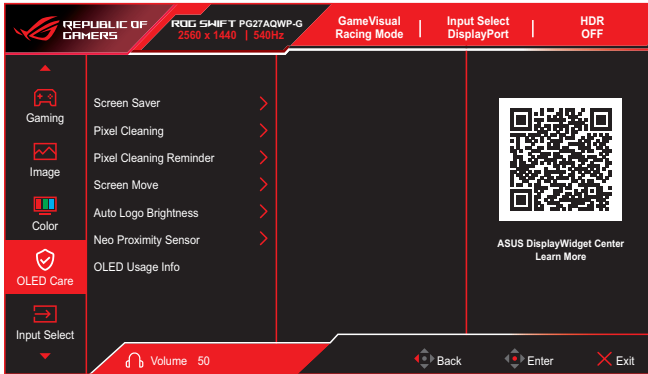 REPUBLIC OF
GAMERS
ROG SWIFT PG27AQWP-G
2560 x 1440 | 540Hz
GameVisual
Racing Mode
Input Select
DisplayPort
HDR
OFF
Gaming
Image
Color
OLED Care
Input Select
Screen Saver
Pixel Cleaning
Pixel Cleaning Reminder
Screen Move
Auto Logo Brightness
Neo Proximity Sensor
OLED Usage Info
ASUS DisplayWidget Center
Learn More
Volume 50
Back
Enter
Exit